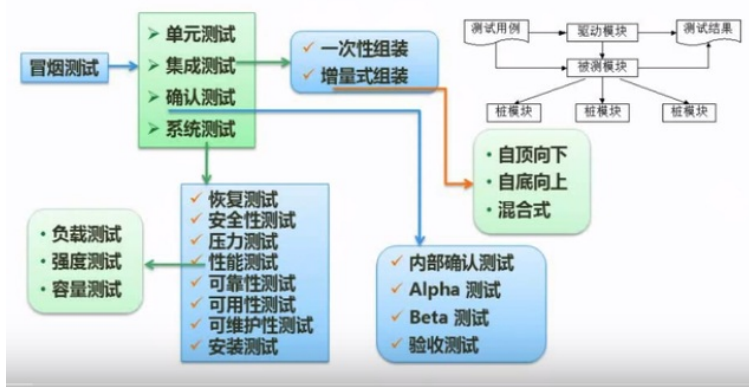 冒烟测试
单元测试
集成测试
确认测试
系统测试
一次性组装
增量式组装
测试用例
驱动模块
测试结果
被测模块
桩模块
桩模块
桩模块
自顶向下
自底向上
混合式
恢复测试
安全性测试
压力测试
性能测试
可靠性测试
可用性测试
可维护性测试
安装测试
负载测试
强度测试
容量测试
内部确认测试
Alpha 测试
Beta 测试
验收测试